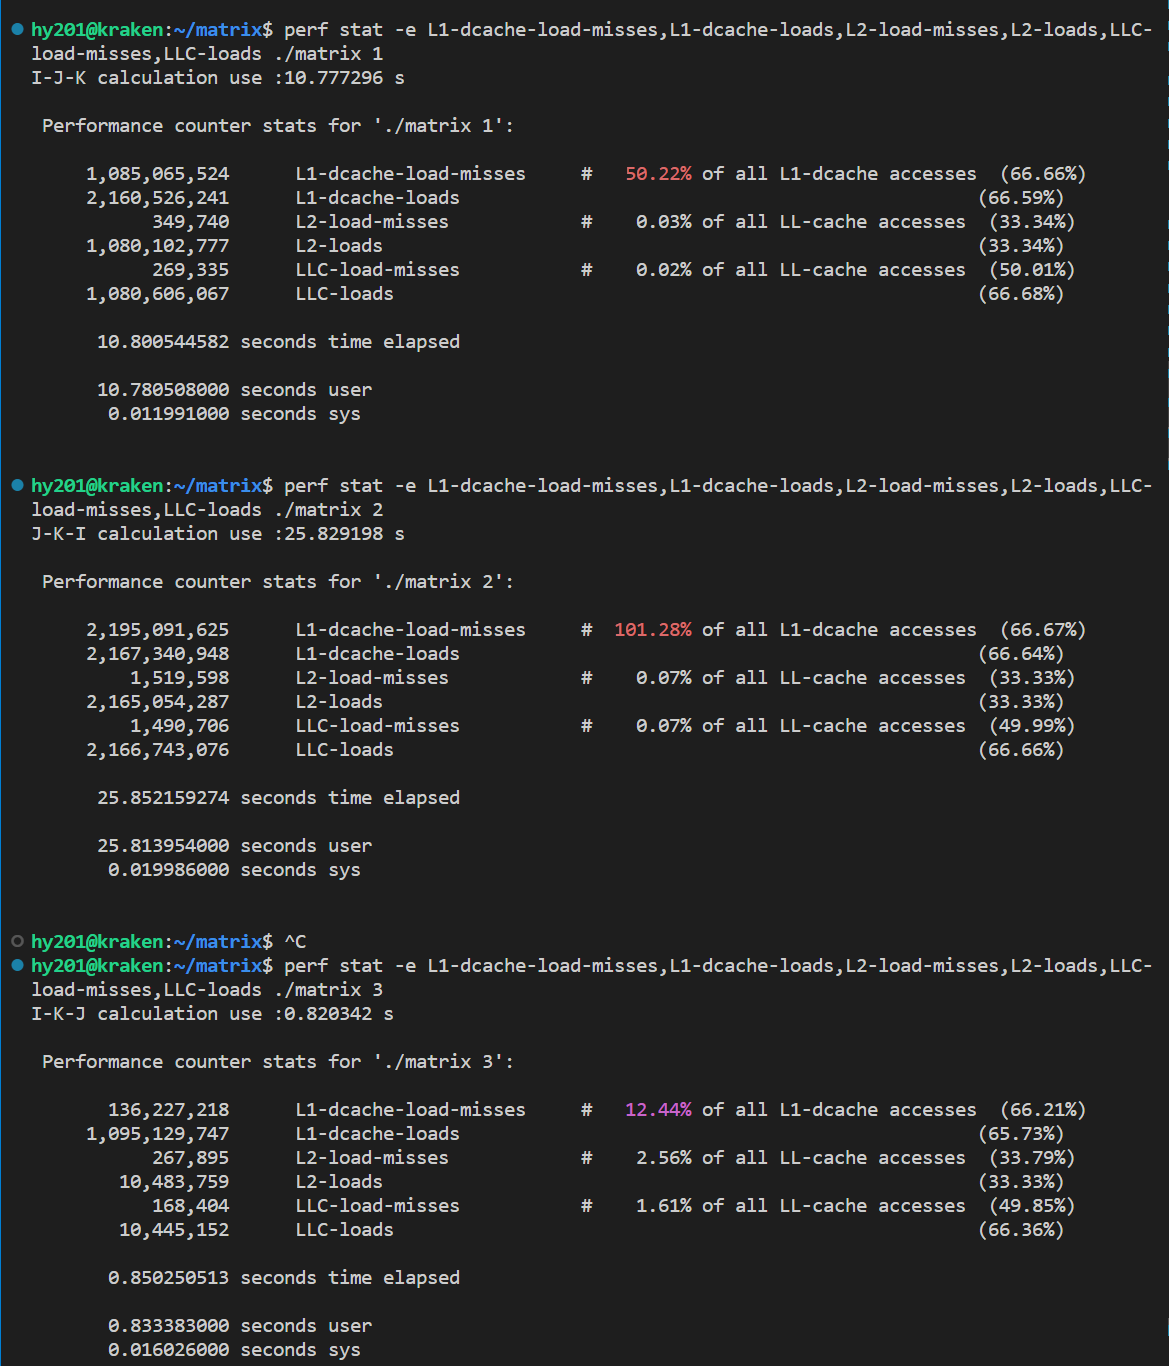 hy201@kraken:~/matrix$ perf stat -e L1-dcache-load-misses,L1-dcache-loads,L2-load-misses,L2-loads,LLC-
load-misses,LLC-loads ./matrix 1
I-J-K calculation use :10.777296 s
Performance counter stats for './matrix 1':
1,085,065,524 L1-dcache-load-misses # 50.22% of all L1-dcache accesses (66.66%)
2,160,526,241 L1-dcache-loads (66.59%)
349,740 L2-load-misses # 0.03% of all LL-cache accesses (33.34%)
1,080,102,777 L2-loads (33.34%)
269,335 LLC-load-misses # 0.02% of all LL-cache accesses (50.01%)
1,080,606,067 LLC-loads (66.68%)
10.800544582 seconds time elapsed
10.780508000 seconds user
0.011991000 seconds sys
hy201@kraken:~/matrix$ perf stat -e L1-dcache-load-misses,L1-dcache-loads,L2-load-misses,L2-loads,LLC-
load-misses,LLC-loads ./matrix 2
J-K-I calculation use :25.829198 s
Performance counter stats for './matrix 2':
2,195,091,625 L1-dcache-load-misses # 101.28% of all L1-dcache accesses (66.67%)
2,167,340,948 L1-dcache-loads (66.64%)
1,519,598 L2-load-misses # 0.07% of all LL-cache accesses (33.33%)
2,165,054,287 L2-loads (33.33%)
1,490,706 LLC-load-misses # 0.07% of all LL-cache accesses (49.99%)
2,166,743,076 LLC-loads (66.66%)
25.852159274 seconds time elapsed
25.813954000 seconds user
0.019986000 seconds sys
hy201@kraken:~/matrix$ ^C
hy201@kraken:~/matrix$ perf stat -e L1-dcache-load-misses,L1-dcache-loads,L2-load-misses,L2-loads,LLC-
load-misses,LLC-loads ./matrix 3
I-K-J calculation use :0.820342 s
Performance counter stats for './matrix 3':
136,227,218 L1-dcache-load-misses # 12.44% of all L1-dcache accesses (66.21%)
1,095,129,747 L1-dcache-loads (65.73%)
267,895 L2-load-misses # 2.56% of all LL-cache accesses (33.79%)
10,483,759 L2-loads (33.33%)
168,404 LLC-load-misses # 1.61% of all LL-cache accesses (49.85%)
10,445,152 LLC-loads (66.36%)
0.850250513 seconds time elapsed
0.833383000 seconds user
0.016026000 seconds sys